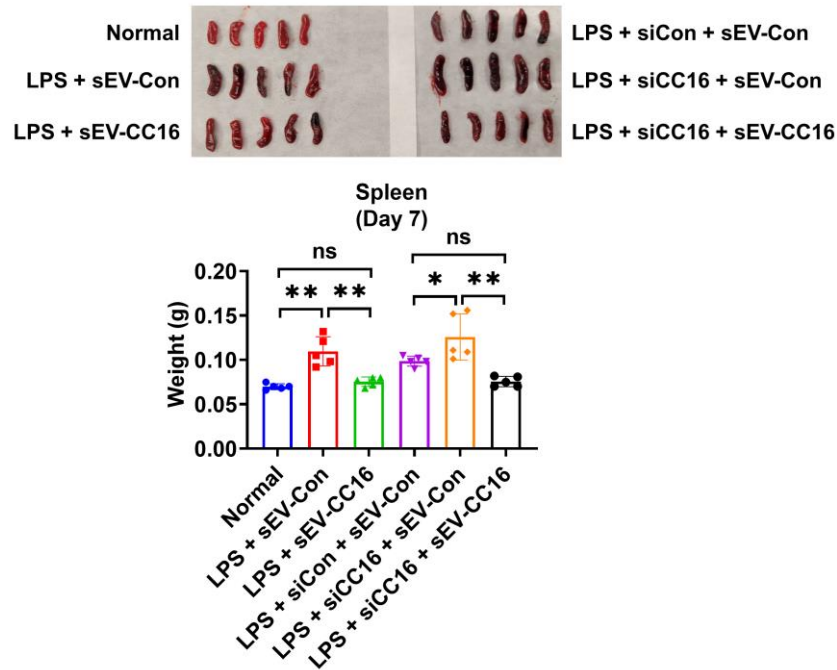 Normal
LPS + sEV-Con
LPS + sEV-CC16
LPS + siCon + sEV-Con
LPS + siCC16 + sEV-Con
LPS + siCC16 + sEV-CC16
Spleen
(Day 7)
ns
ns
** ** * **
Weight (g)
0.20
0.15
0.10
0.05
0.00
Normal
LPS + sEV-Con
LPS + sEV-CC16
LPS + siCon + sEV-Con
LPS + siCC16 + sEV-Con
LPS + siCC16 + sEV-CC16